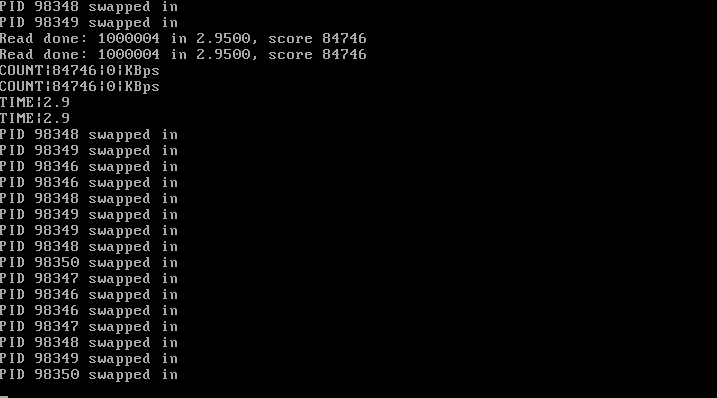 PID 98348 swapped in
PID 98349 swapped in
Read done: 1000004 in 2.9500, score 84746
Read done: 1000004 in 2.9500, score 84746
COUNT|84746|0|KBps
COUNT|84746|0|KBps
TIME|2.9
TIME|2.9
PID 98348 swapped in
PID 98349 swapped in
PID 98346 swapped in
PID 98346 swapped in
PID 98348 swapped in
PID 98349 swapped in
PID 98349 swapped in
PID 98348 swapped in
PID 98350 swapped in
PID 98347 swapped in
PID 98346 swapped in
PID 98346 swapped in
PID 98347 swapped in
PID 98348 swapped in
PID 98349 swapped in
PID 98350 swapped in